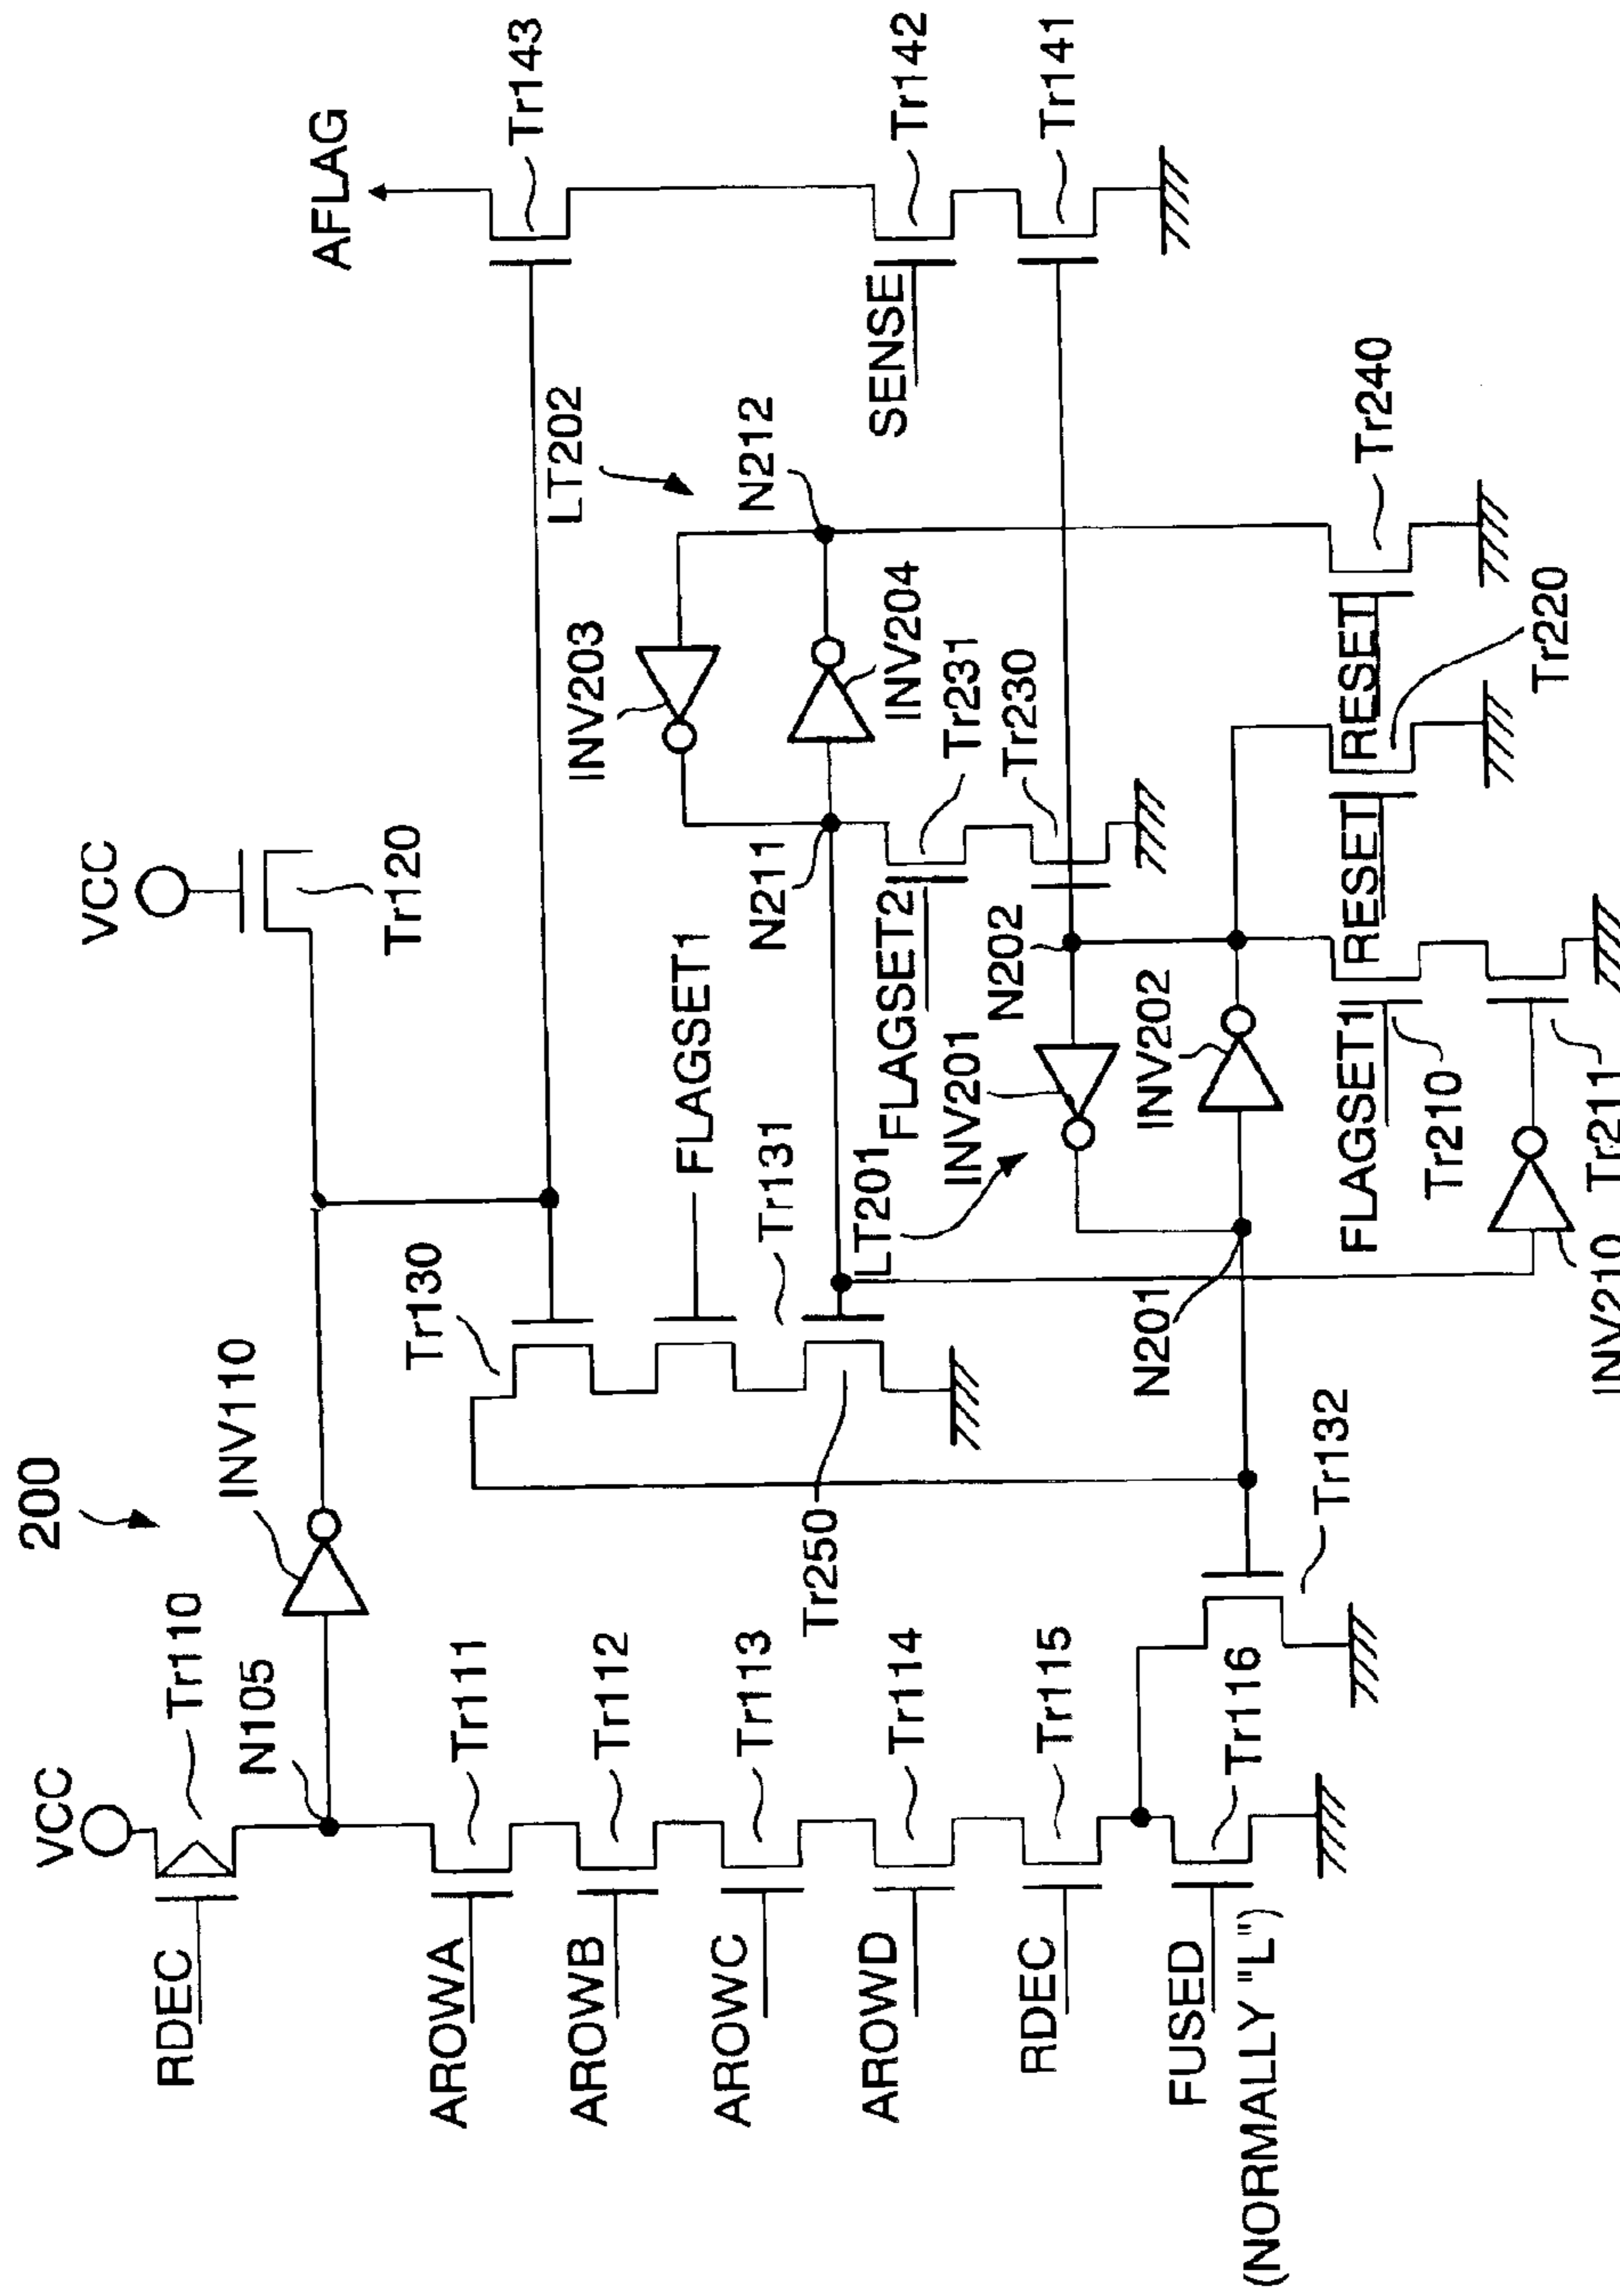 200
VCC
RDEC
Tr110
N105
INV110
AROWA
Tr111
AROWB
Tr112
AROWC
Tr113
AROWD
Tr114
RDEC
Tr115
FUSED
(NORMALLY "L")
Tr116
Tr132
VCC
Tr120
Tr130
FLAGSET1
Tr131
Tr250
LT201
N201
AFLAG
Tr143
LT202
N212
INV203
INV204
N211
FLAGSET2
Tr231
Tr230
N202
INV201
INV202
SENSE
Tr142
Tr141
RESET
Tr240
RESET
Tr220
FLAGSET1
Tr210
Tr211
INV210